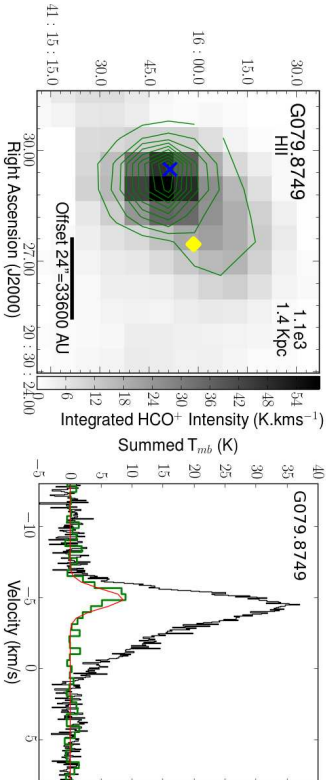 G079.8749
HII
1.1e3
1.4 Kpc
Offset 24"=33600 AU
30.0
15.0
16 : 00.0
45.0
30.0
41 : 15 : 15.0
30.00
27.00
20 : 30 : 24.00
Right Ascension (J2000)
54
48
42
36
30
24
18
12
6
0
Integrated HCO⁺ Intensity (K.kms⁻¹)
G079.8749
40
35
30
25
20
15
10
5
0
−5
Summed T_mb (K)
−10
−5
0
5
Velocity (km/s)